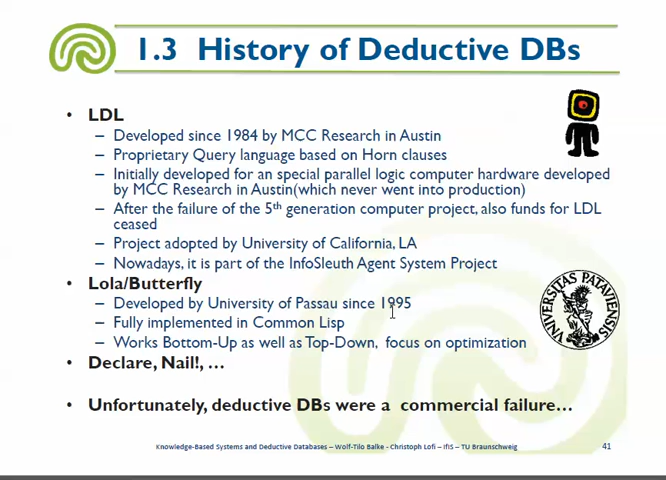 1.3 History of Deductive DBs
• LDL
– Developed since 1984 by MCC Research in Austin
– Proprietary Query language based on Horn clauses
– Initially developed for an special parallel logic computer hardware developed
by MCC Research in Austin(which never went into production)
– After the failure of the 5th generation computer project, also funds for LDL
ceased
– Project adopted by University of California, LA
– Nowadays, it is part of the InfoSleuth Agent System Project
• Lola/Butterfly
– Developed by University of Passau since 1995
– Fully implemented in Common Lisp
– Works Bottom-Up as well as Top-Down, focus on optimization
UNIVERSITAS PATAVIENSIS
• Declare, Nail!, …
• Unfortunately, deductive DBs were a commercial failure…
Knowledge-Based Systems and Deductive Databases – Wolf-Tilo Balke - Christoph Lofi – IfIS – TU Braunschweig 41